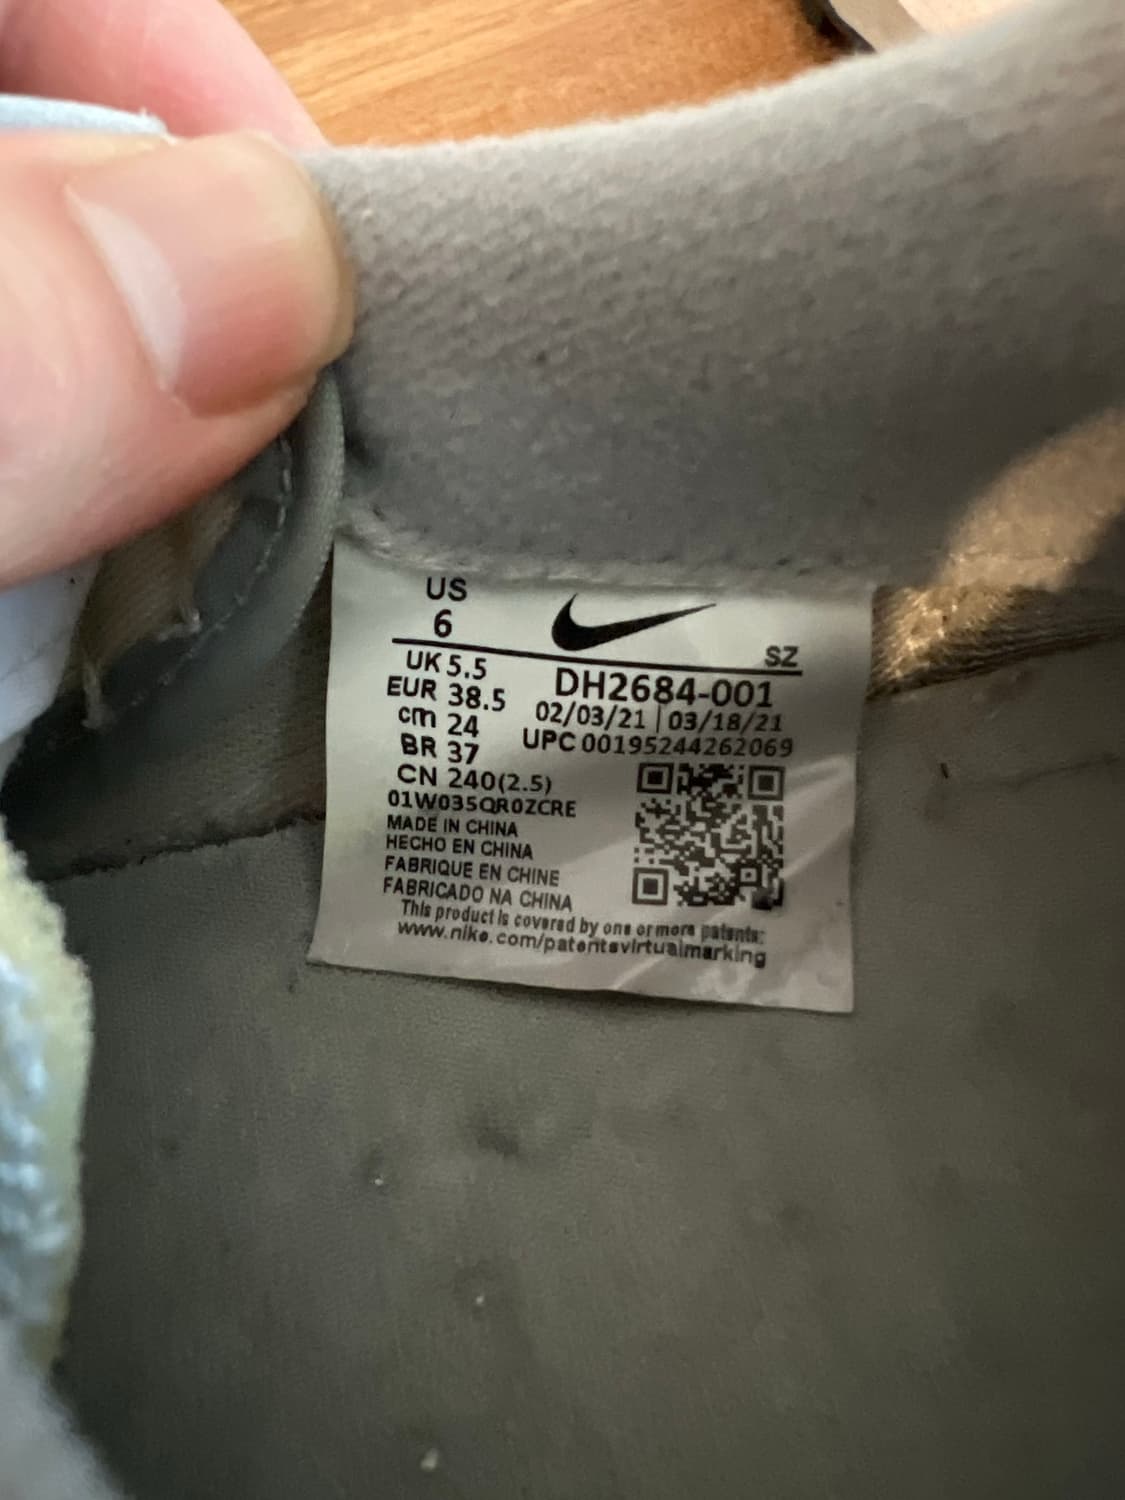 US
6
SZ
UK 5.5
EUR 38.5
cm 24
BR 37
CN 240(2.5)
DH2684-001
02/03/21 | 03/18/21
UPC 00195244262069
01W035QR0ZCRE
MADE IN CHINA
HECHO EN CHINA
FABRIQUE EN CHINE
FABRICADO NA CHINA
This product is covered by one or more patents:
www.nike.com/patentsvirtualmarking